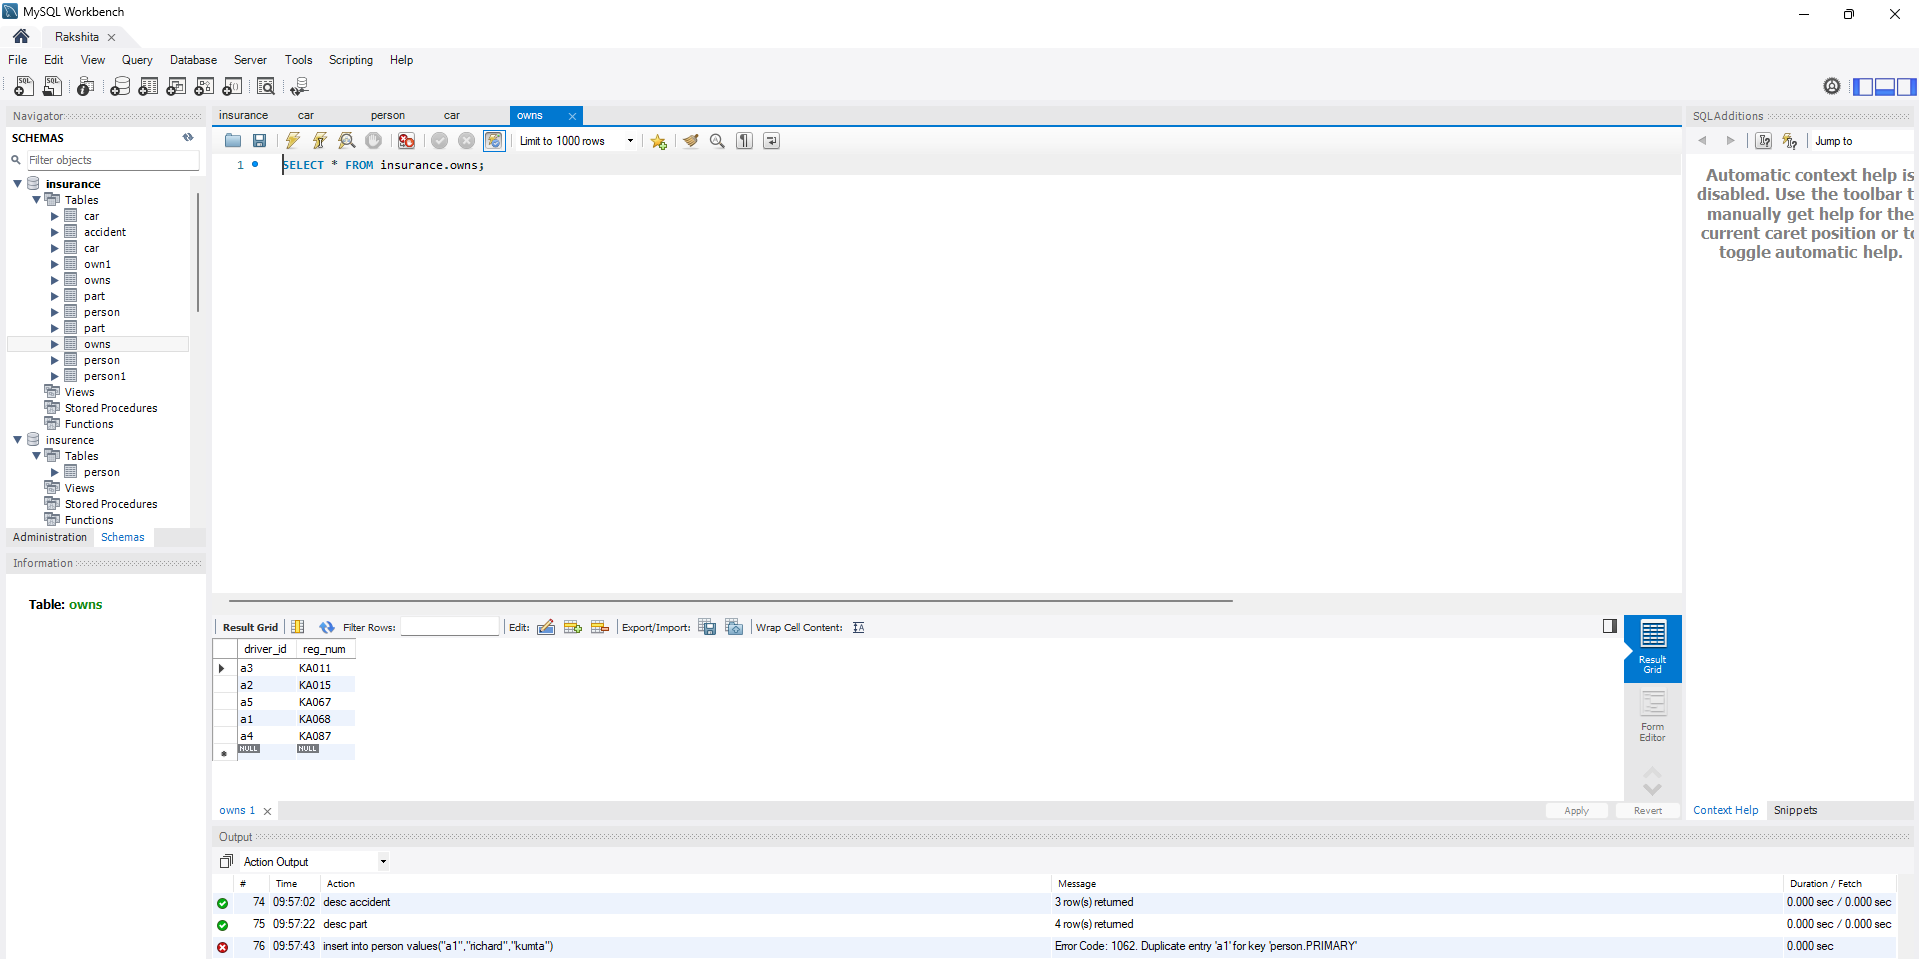 MySQL Workbench
Rakshita
File Edit View Query Database Server Tools Scripting Help
Navigator
SCHEMAS
Filter objects
insurance
Tables
car
accident
car
own1
owns
part
person
part
owns
person
person1
Views
Stored Procedures
Functions
insurence
Tables
person
Views
Stored Procedures
Functions
Administration Schemas
Information
Table: owns
insurance car person car owns
Limit to 1000 rows
1 SELECT * FROM insurance.owns;
Result Grid Filter Rows: Edit: Export/Import: Wrap Cell Content:
driver_id reg_num
a3 KA011
a2 KA015
a5 KA067
a1 KA068
a4 KA087
NULL NULL
Result
Grid
Form
Editor
owns 1 Apply Revert
SQLAdditions
Jump to
Automatic context help is
disabled. Use the toolbar t
manually get help for the
current caret position or to
toggle automatic help.
Context Help Snippets
Output
Action Output
# Time Action Message Duration / Fetch
74 09:57:02 desc accident 3 row(s) returned 0.000 sec / 0.000 sec
75 09:57:22 desc part 4 row(s) returned 0.000 sec / 0.000 sec
76 09:57:43 insert into person values("a1","richard","kumta") Error Code: 1062. Duplicate entry 'a1' for key 'person.PRIMARY' 0.000 sec